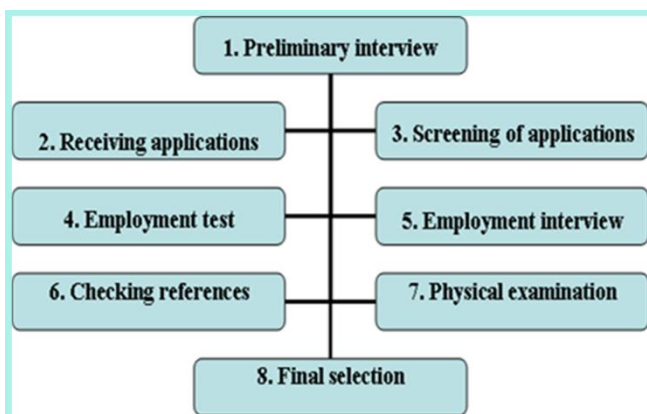 1. Preliminary interview
2. Receiving applications
3. Screening of applications
4. Employment test
5. Employment interview
6. Checking references
7. Physical examination
8. Final selection